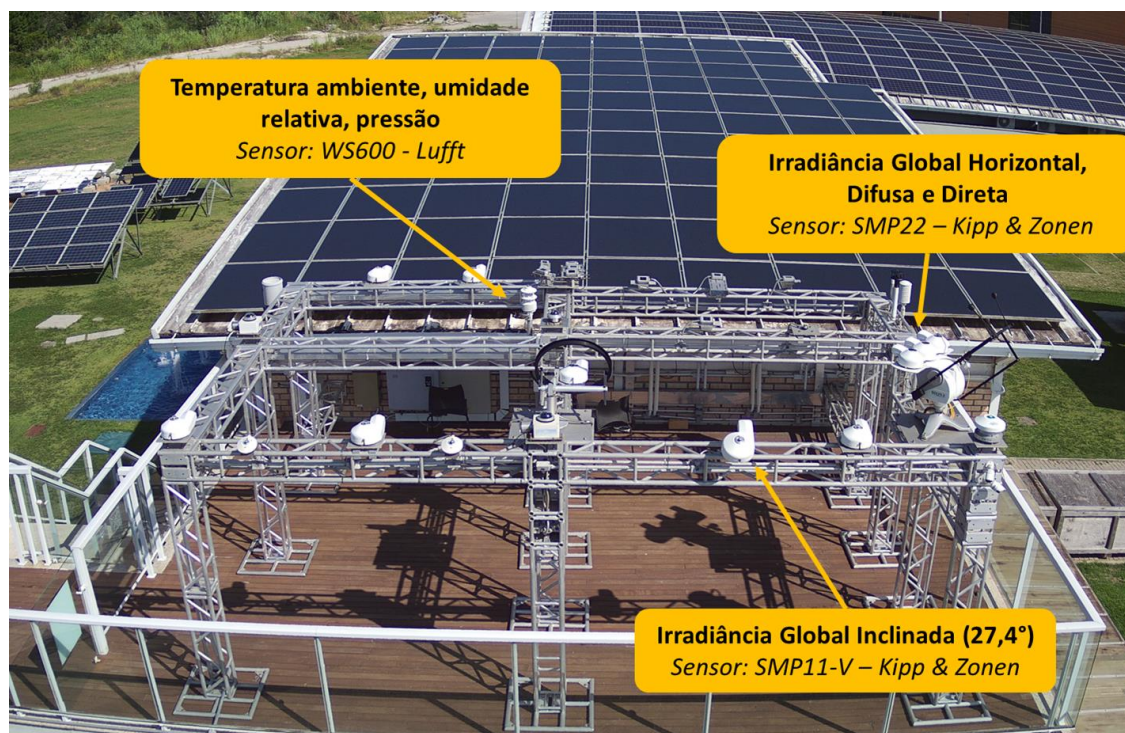 Temperatura ambiente, umidade
relativa, pressão
Sensor: WS600 - Lufft
Irradiância Global Horizontal,
Difusa e Direta
Sensor: SMP22 – Kipp & Zonen
Irradiância Global Inclinada (27,4°)
Sensor: SMP11-V – Kipp & Zonen